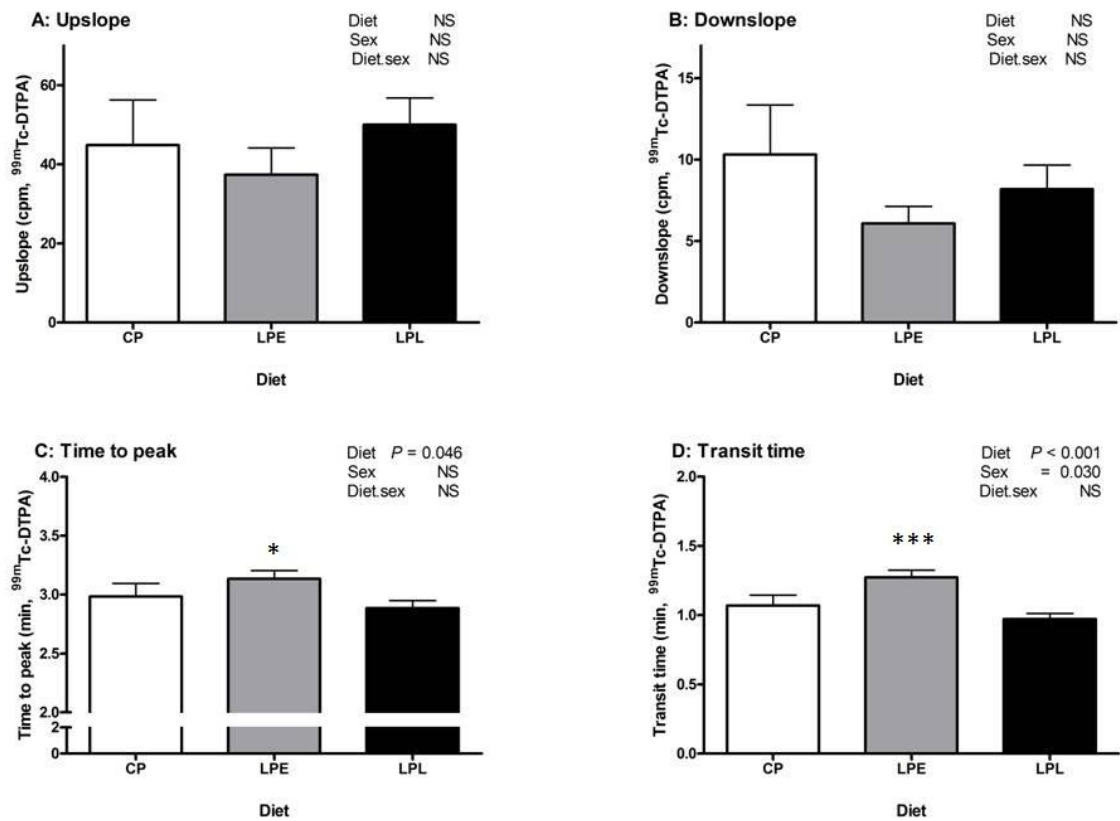 A: Upslope
Diet NS
Sex NS
Diet.sex NS
Upslope (cpm, ⁹⁹ᵐTc-DTPA)
60
40
20
0
CP LPE LPL
Diet
B: Downslope
Diet NS
Sex NS
Diet.sex NS
Downslope (cpm, ⁹⁹ᵐTc-DTPA)
15
10
5
0
CP LPE LPL
Diet
C: Time to peak
Diet P = 0.046
Sex NS
Diet.sex NS
Time to peak (min, ⁹⁹ᵐTc-DTPA)
4.0
3.5
3.0
2.5
2.0
2
0
*
CP LPE LPL
Diet
D: Transit time
Diet P < 0.001
Sex = 0.030
Diet.sex NS
Transit time (min, ⁹⁹ᵐTc-DTPA)
2.0
1.5
1.0
0.5
0.0
***
CP LPE LPL
Diet